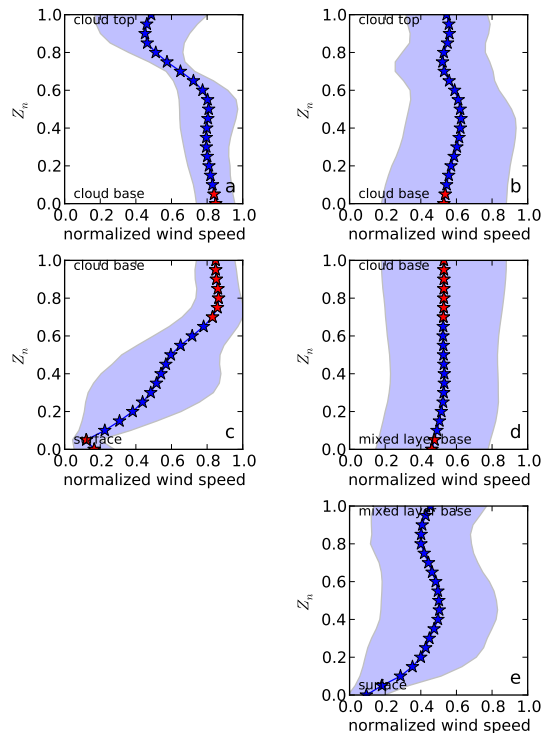 1.0 cloud top
0.8
0.6
Z_n
0.4
0.2
cloud base a
0.0
0.0 0.2 0.4 0.6 0.8 1.0
normalized wind speed
1.0 cloud top
0.8
0.6
Z_n
0.4
0.2
cloud base b
0.0
0.0 0.2 0.4 0.6 0.8 1.0
normalized wind speed
1.0 cloud base
0.8
0.6
Z_n
0.4
0.2
c
surface
0.0
0.0 0.2 0.4 0.6 0.8 1.0
normalized wind speed
1.0 cloud base
0.8
0.6
Z_n
0.4
0.2
d
mixed layer base
0.0
0.0 0.2 0.4 0.6 0.8 1.0
normalized wind speed
1.0 mixed layer base
0.8
0.6
Z_n
0.4
0.2
e
surface
0.0
0.0 0.2 0.4 0.6 0.8 1.0
normalized wind speed